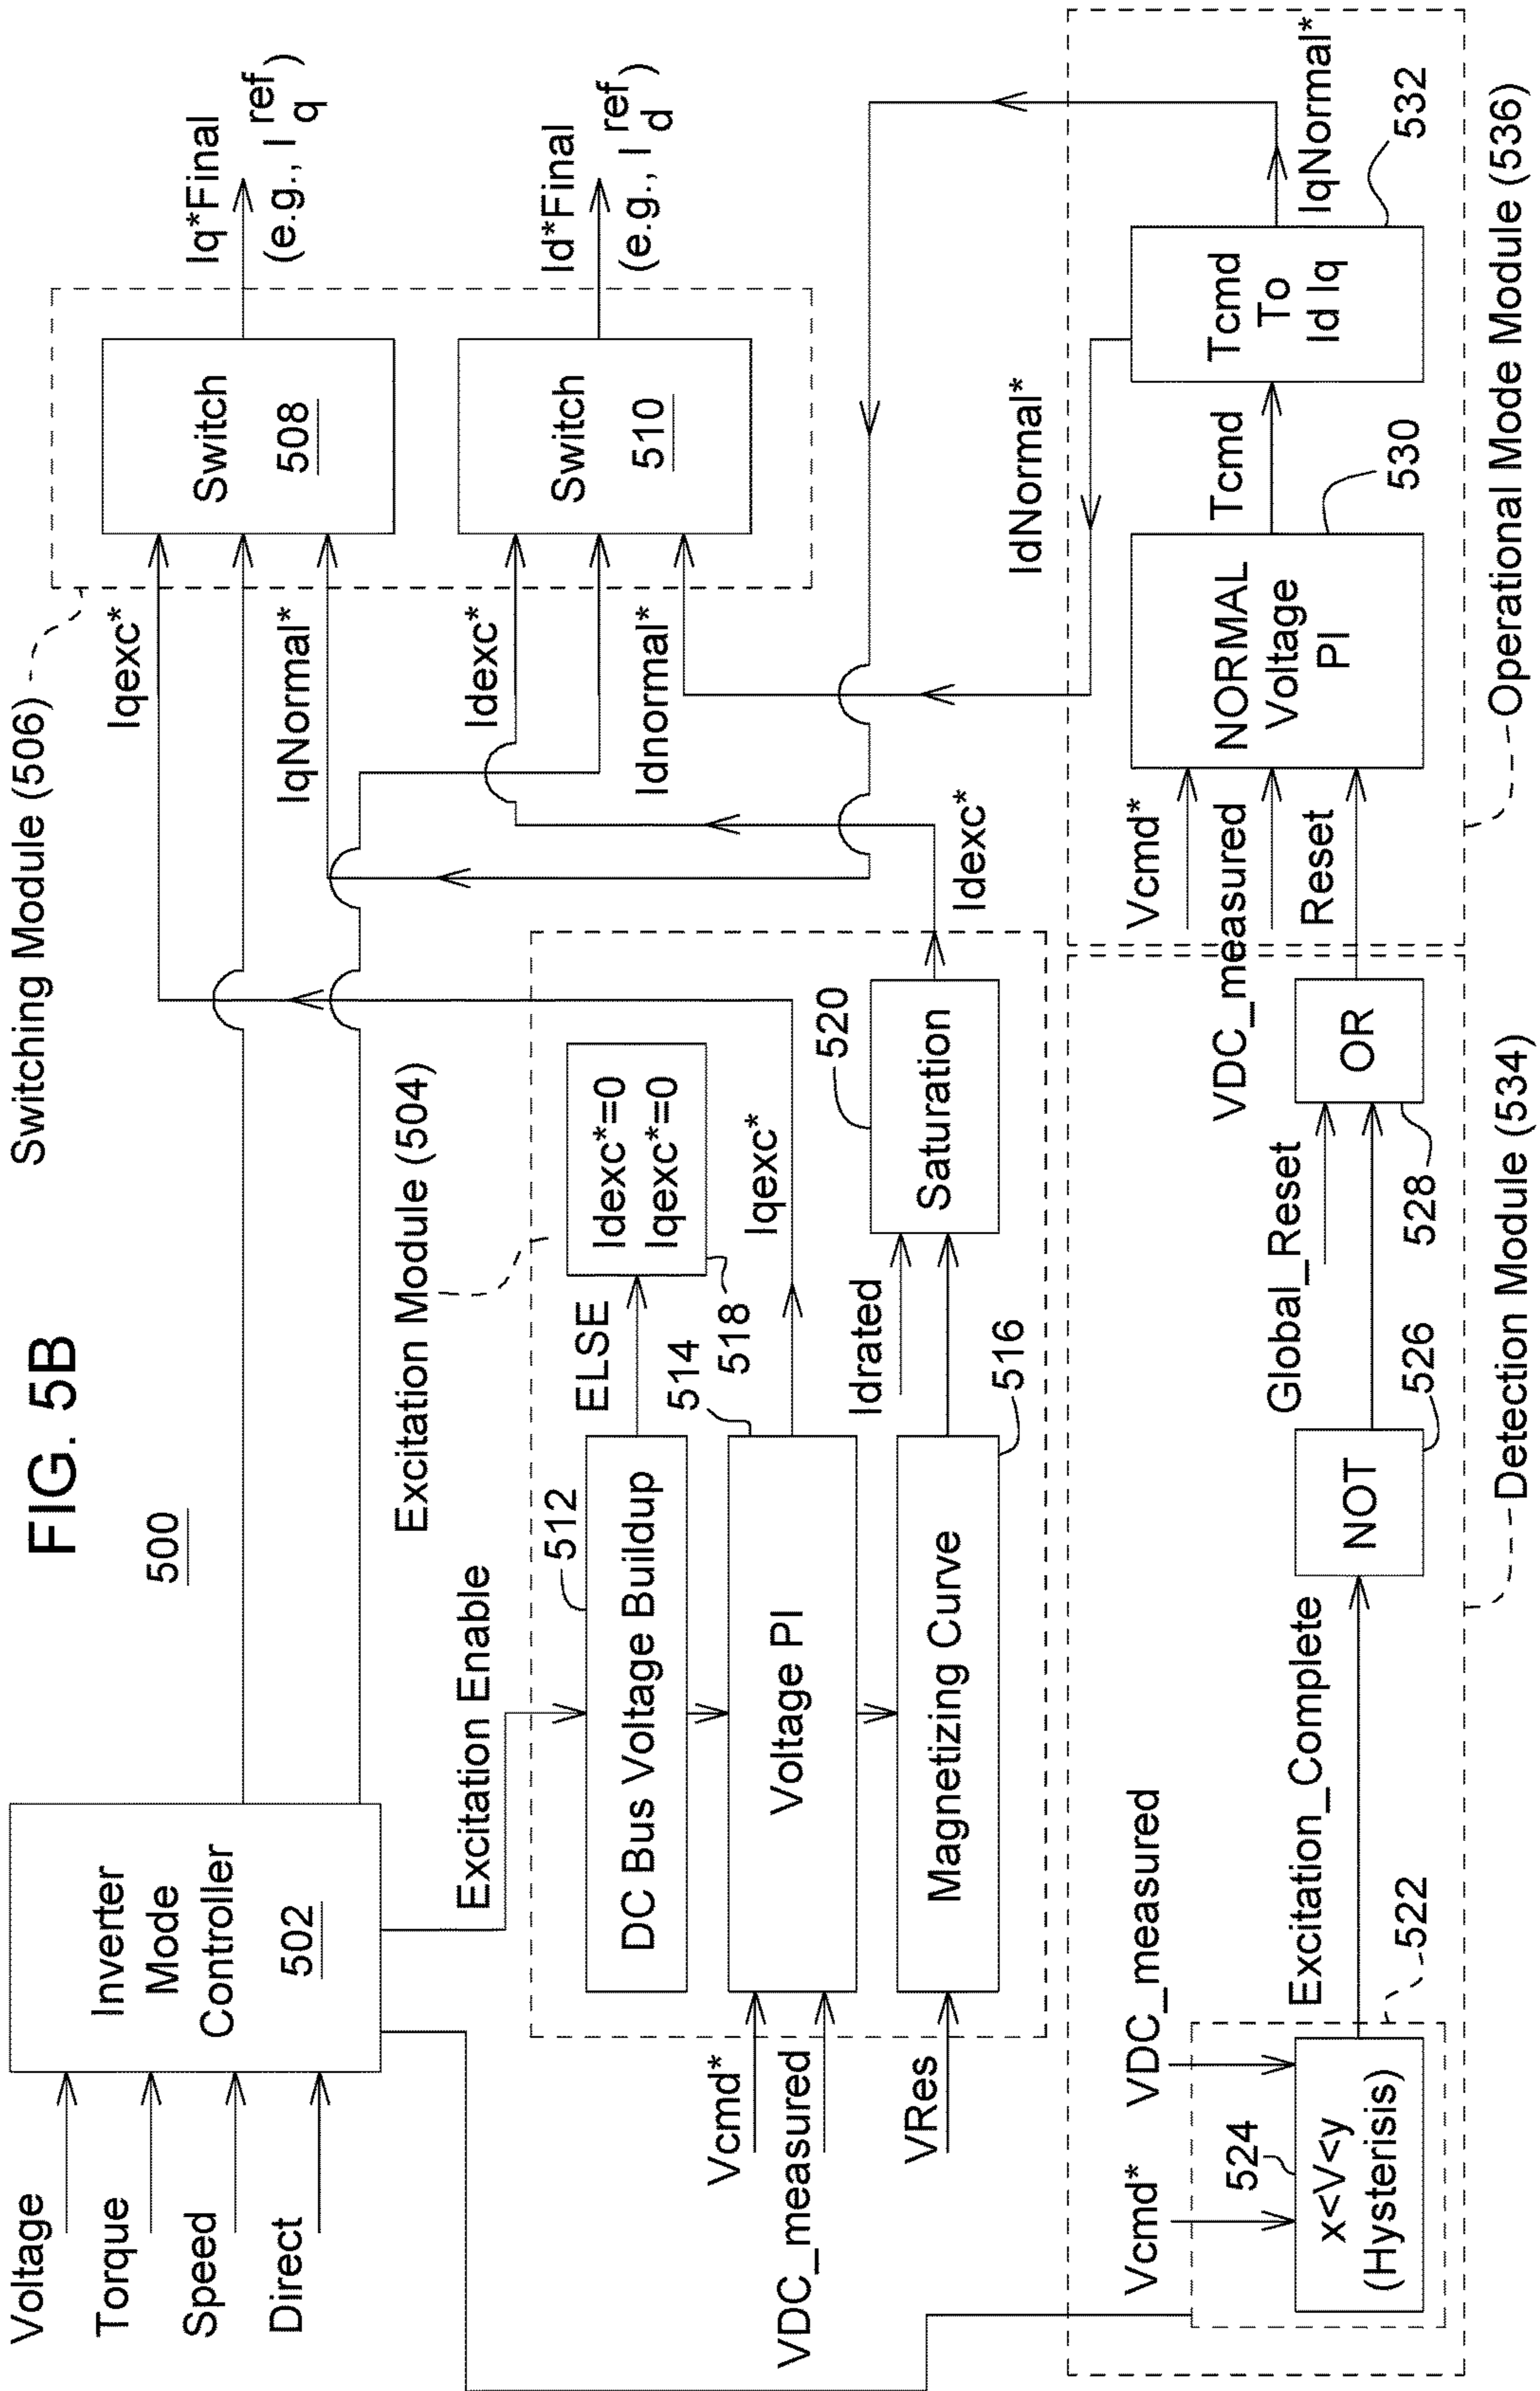 FIG. 5B
500
Switching Module (506)
Voltage
Torque
Speed
Direct
Inverter
Mode
Controller
502
Iqexc*
IqNormal*
Switch
508
Iq*Final
(e.g., I q ref)
Idexc*
Idnormal*
Switch
510
Id*Final
(e.g., I d ref)
Excitation Enable
Excitation Module (504)
512
DC Bus Voltage Buildup
ELSE
Idexc*=0
Iqexc*=0
518
514
Vcmd*
VDC_measured
Voltage PI
Iqexc*
VRes
Magnetizing Curve
516
Idrated
520
Saturation
Idexc*
IdNormal*
Vcmd*
VDC_measured
524
x<V<y
(Hysterisis)
522
Excitation_Complete
NOT
526
Global_Reset
OR
528
Detection Module (534)
Vcmd*
VDC_measured
Reset
NORMAL
Voltage
PI
530
Tcmd
Tcmd
To
Id Iq
532
IqNormal*
Operational Mode Module (536)